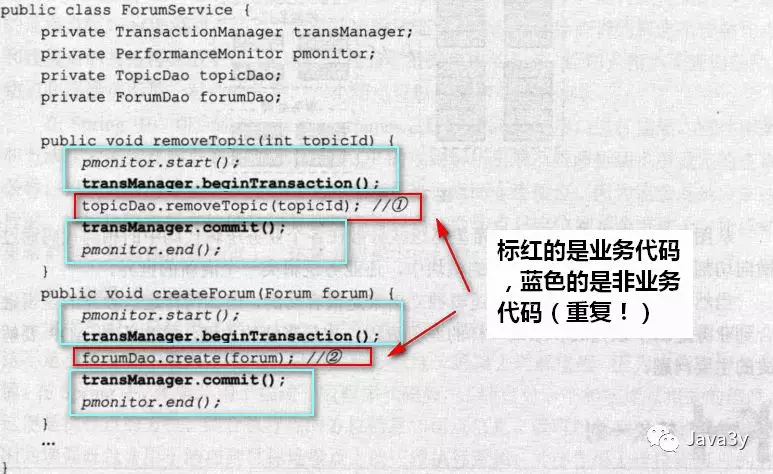 public class ForumService {
private TransactionManager transManager;
private PerformanceMonitor pmonitor;
private TopicDao topicDao;
private ForumDao forumDao;
public void removeTopic(int topicId) {
pmonitor.start();
transManager.beginTransaction();
topicDao.removeTopic(topicId); //①
transManager.commit();
pmonitor.end();
}
public void createForum(Forum forum) {
pmonitor.start();
transManager.beginTransaction();
forumDao.create(forum); //②
transManager.commit();
pmonitor.end();
}
…
}
标红的是业务代码
，蓝色的是非业务
代码（重复！）
Java3y